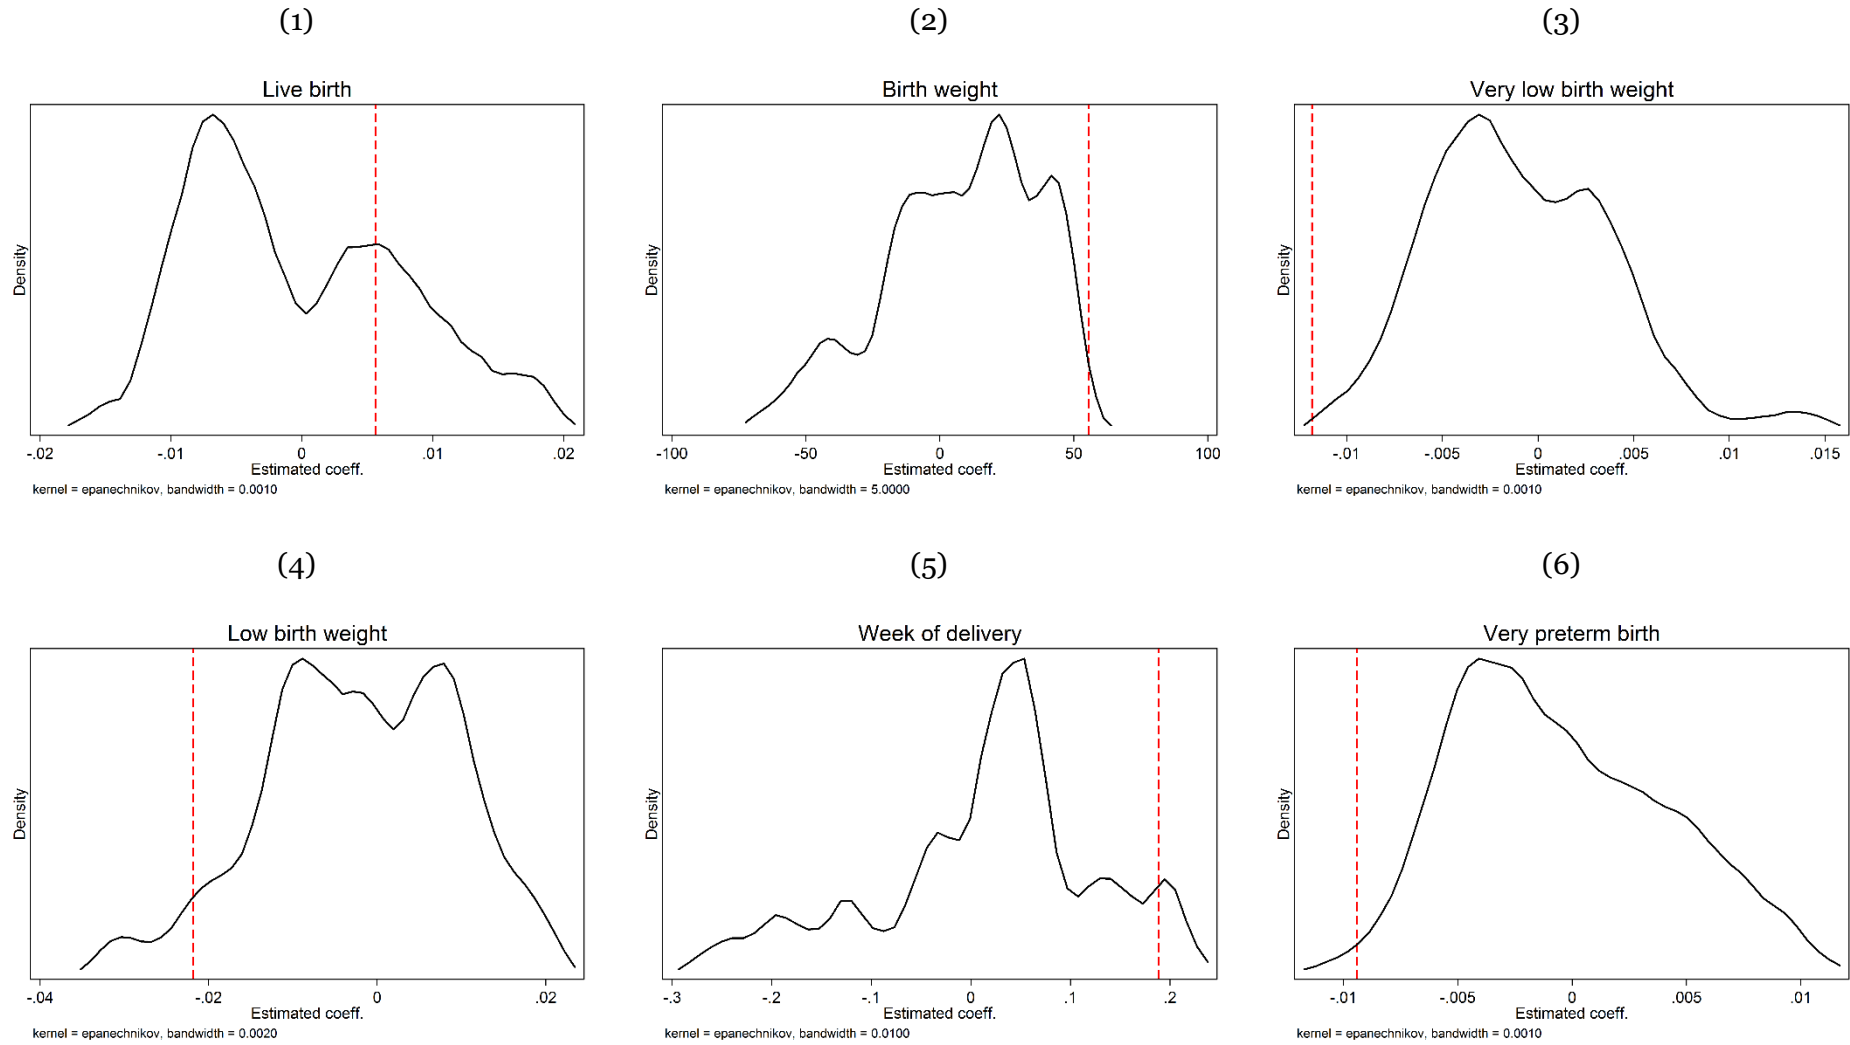 (1)
Live birth
Density
-.02 -.01 0 .01 .02
Estimated coeff.
kernel = epanechnikov, bandwidth = 0.0010
(2)
Birth weight
Density
-100 -50 0 50 100
Estimated coeff.
kernel = epanechnikov, bandwidth = 5.0000
(3)
Very low birth weight
Density
-.01 -.005 0 .005 .01 .015
Estimated coeff.
kernel = epanechnikov, bandwidth = 0.0010
(4)
Low birth weight
Density
-.04 -.02 0 .02
Estimated coeff.
kernel = epanechnikov, bandwidth = 0.0020
(5)
Week of delivery
Density
-.3 -.2 -.1 0 .1 .2
Estimated coeff.
kernel = epanechnikov, bandwidth = 0.0100
(6)
Very preterm birth
Density
-.01 -.005 0 .005 .01
Estimated coeff.
kernel = epanechnikov, bandwidth = 0.0010